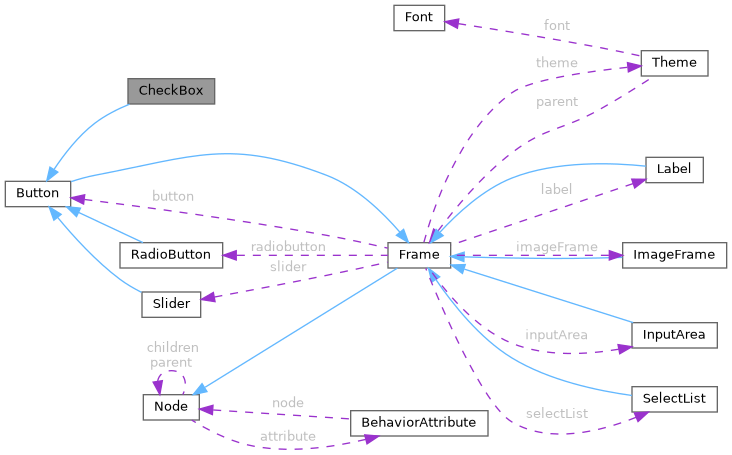 Font
font
theme
Theme
CheckBox
parent
Label
Button
button
label
RadioButton
radiobutton
Frame
imageFrame
ImageFrame
slider
Slider
inputArea
InputArea
children
parent
SelectList
node
Node
selectList
BehaviorAttribute
attribute